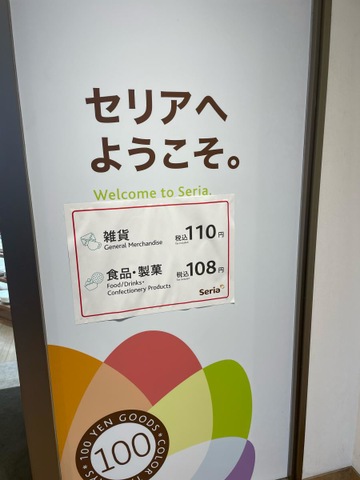 セリアへ
ようこそ。
Welcome to Seria.
雑貨
General Merchandise
税込110円
食品・製菓
Food/Drinks・
Confectionery Products
税込108円
Seria
100 YEN GOODS
100